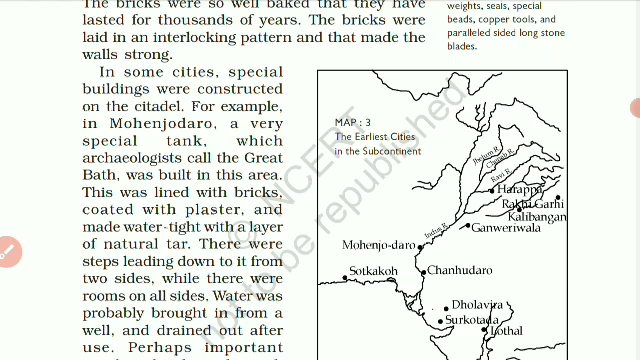 The bricks were so well baked that they have
lasted for thousands of years. The bricks were
laid in an interlocking pattern and that made the
walls strong.
In some cities, special
buildings were constructed
on the citadel. For example,
in Mohenjodaro, a very
special tank, which
archaeologists call the Great
Bath, was built in this area.
This was lined with bricks,
coated with plaster, and
made water-tight with a layer
of natural tar. There were
steps leading down to it from
two sides, while there were
rooms on all sides. Water was
probably brought in from a
well, and drained out after
use. Perhaps important
weights, seals, special
beads, copper tools, and
paralleled sided long stone
blades.
MAP : 3
The Earliest Cities
in the Subcontinent
Jhelum R.
Chenab R.
Ravi R.
Harappa
Rakhi Garhi
Kalibangan
Ganweriwala
Indus R.
Mohenjo-daro
Sotkakoh
Chanhudaro
Dholavira
Surkotada
Lothal
© NCERT
not to be republished